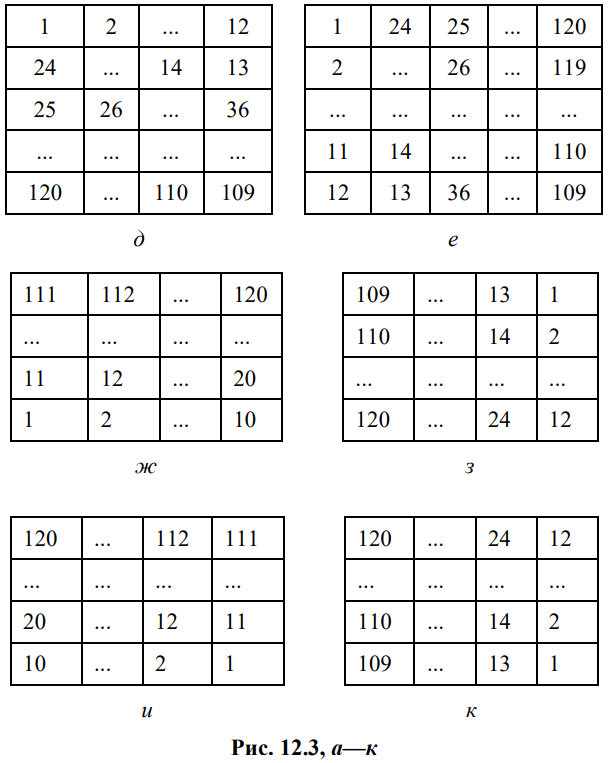 1 2 ... 12
24 ... 14 13
25 26 ... 36
... ... ... ...
120 ... 110 109
д
1 24 25 ... 120
2 ... 26 ... 119
... ... ... ... ...
11 14 ... ... 110
12 13 36 ... 109
е
111 112 ... 120
... ... ... ...
11 12 ... 20
1 2 ... 10
ж
109 ... 13 1
110 ... 14 2
... ... ... ...
120 ... 24 12
з
120 ... 112 111
... ... ... ...
20 ... 12 11
10 ... 2 1
и
120 ... 24 12
... ... ... ...
110 ... 14 2
109 ... 13 1
к
Рис. 12.3, а—к